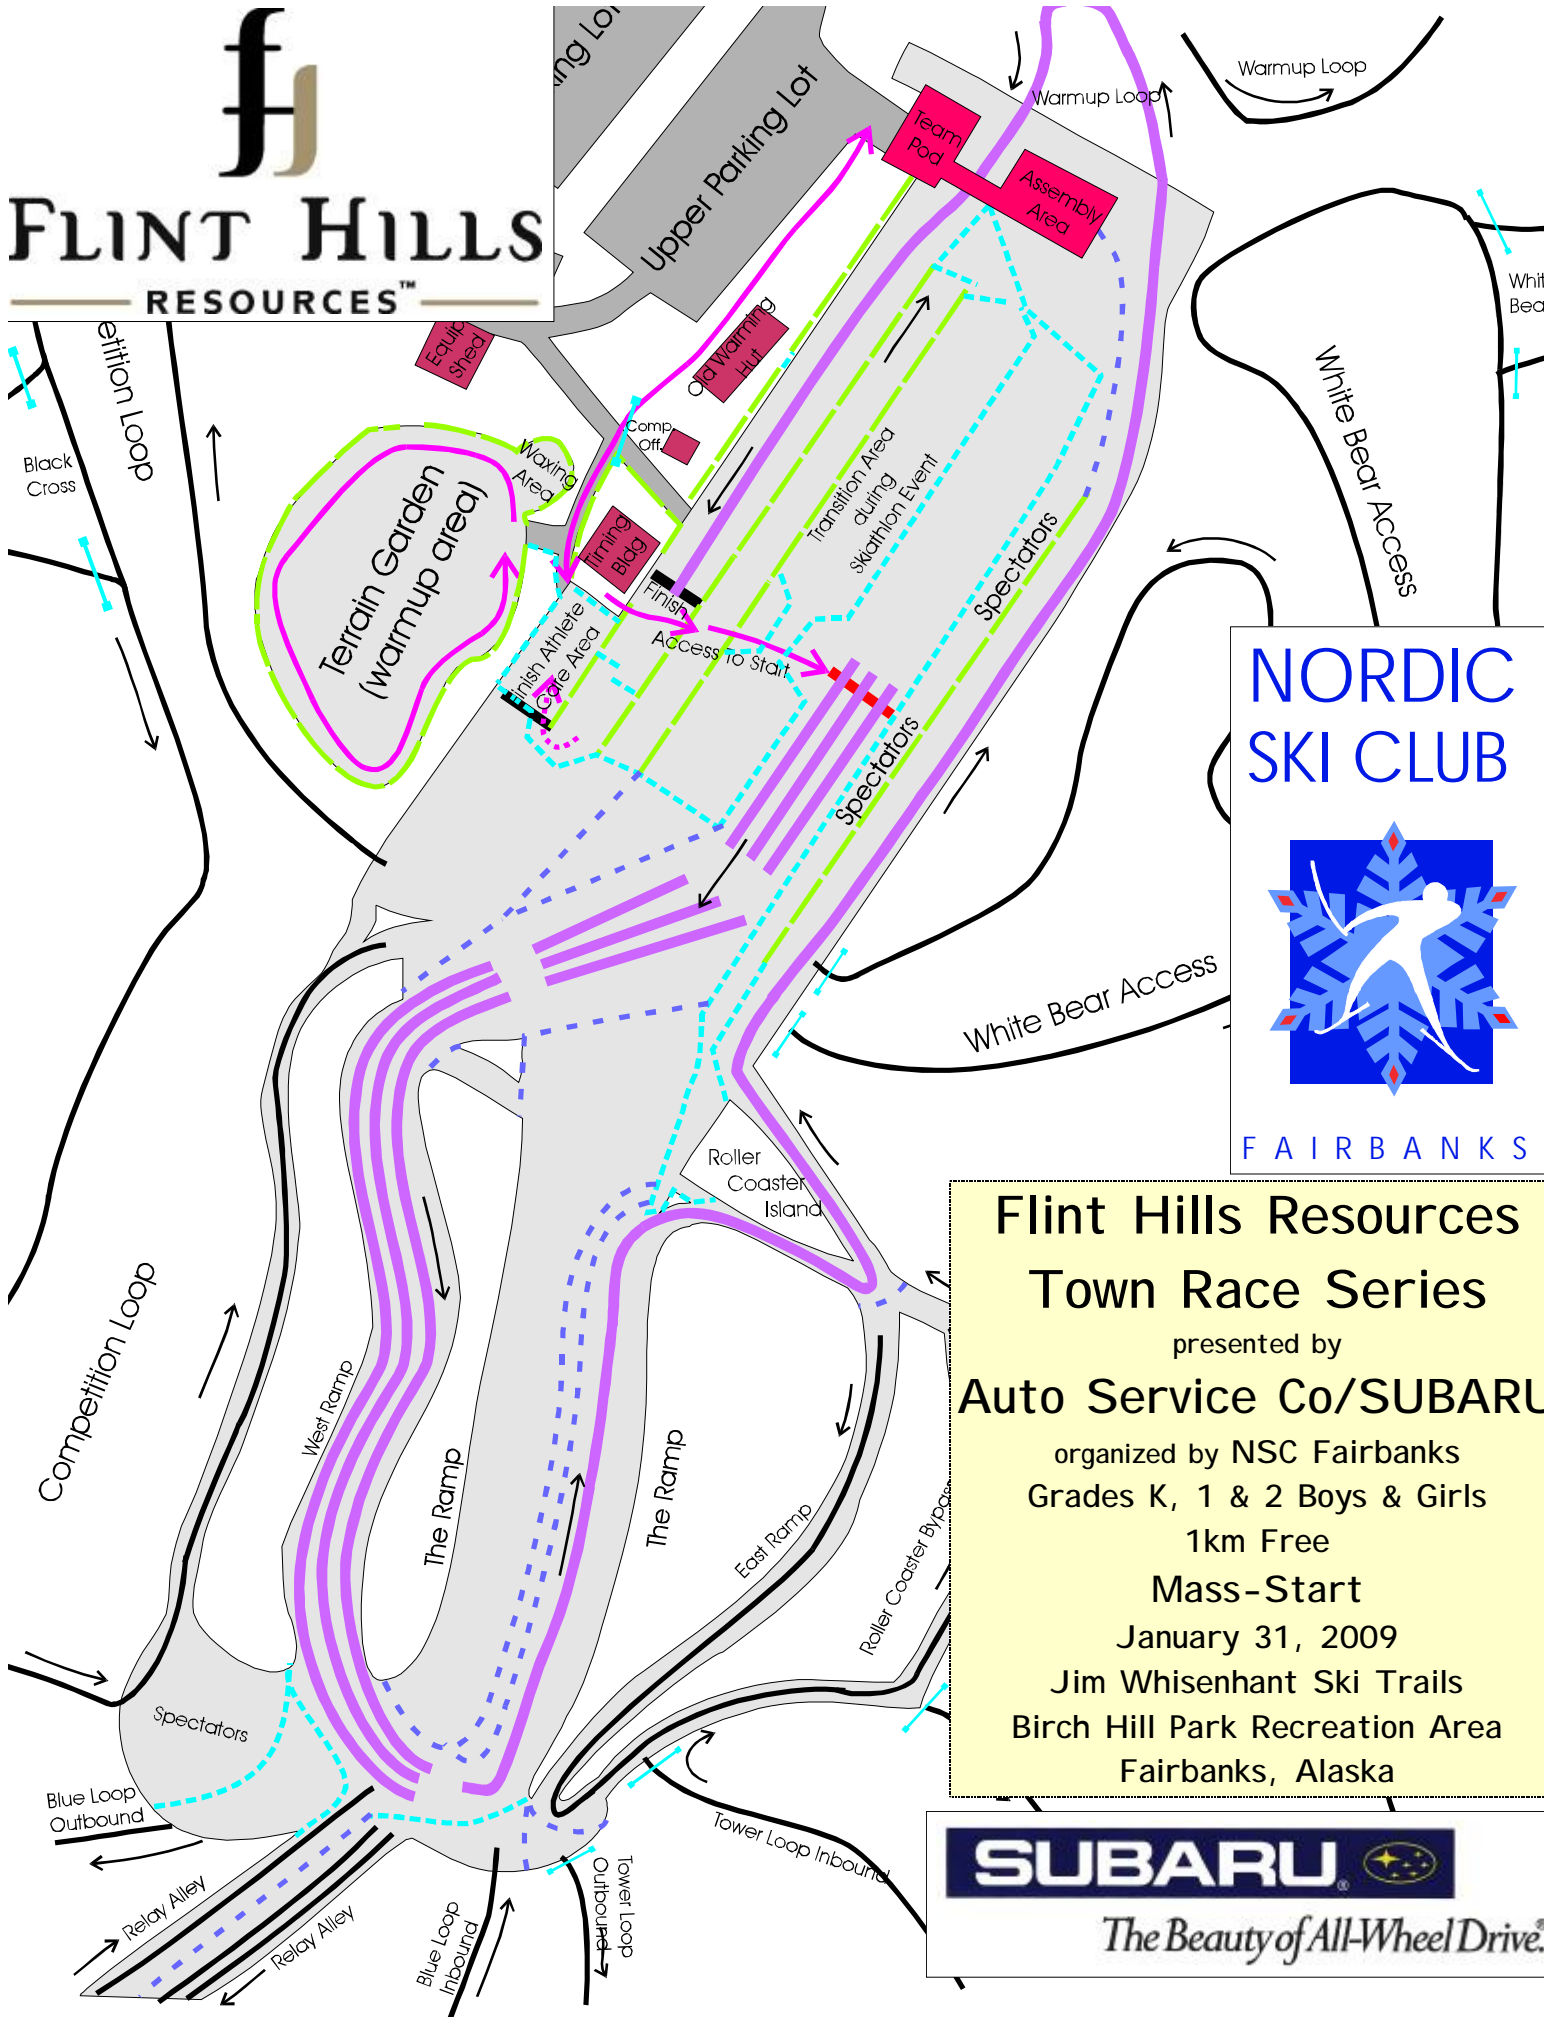 FLINT HILLS
RESOURCES™
Upper Parking Lot
Warmup Loop
Warmup Loop
Team
Pod
Assembly
Area
Shed
Old Warming
Hut
Comp.
Off.
Black
Cross
Waxing
Area
Terrain Garden
(warmup area)
Timing
Bldg
Finish
Access To Start
Finish Athlete
Care Area
Transition Area
during
Skiathlon Event
Spectators
Spectators
White Bear Access
White Bear Access
NORDIC
SKI CLUB
FAIRBANKS
Roller
Coaster
Island
Competition Loop
West Ramp
The Ramp
The Ramp
East Ramp
Roller Coaster Bypass
Spectators
Blue Loop
Outbound
Relay Alley
Relay Alley
Blue Loop
Inbound
Tower Loop
Outbound
Tower Loop Inbound
Flint Hills Resources
Town Race Series
presented by
Auto Service Co/SUBARU
organized by NSC Fairbanks
Grades K, 1 & 2 Boys & Girls
1km Free
Mass-Start
January 31, 2009
Jim Whisenhant Ski Trails
Birch Hill Park Recreation Area
Fairbanks, Alaska
SUBARU®
The Beauty of All-Wheel Drive.®